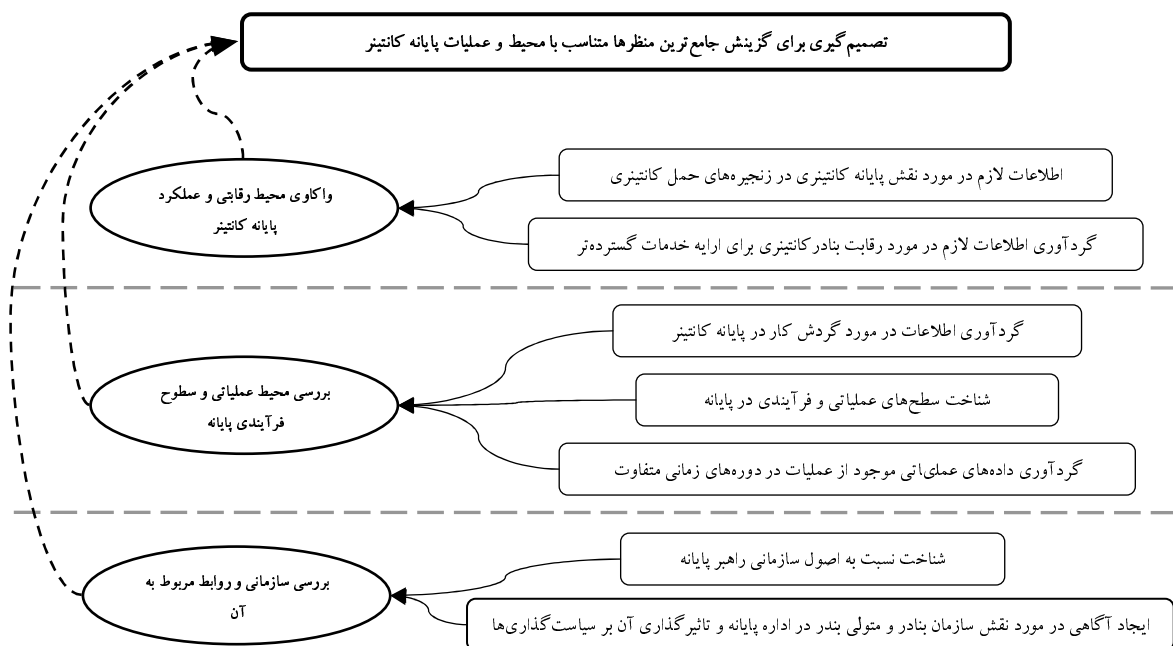 تصمیم‌گیری برای گزینش جامع‌ترین منظرها متناسب با محیط و عملیات پایانه کانتینر
اطلاعات لازم در مورد نقش پایانه کانتینری در زنجیره‌های حمل کانتینری
واکاوی محیط رقابتی و عملکرد
پایانه کانتینر
گردآوری اطلاعات لازم در مورد رقابت بنادرکانتینری برای ارایه خدمات گسترده‌تر
گردآوری اطلاعات در مورد گردش کار در پایانه کانتینر
بررسی محیط عملیاتی و سطوح
فرآیندی پایانه
شناخت سطح‌های عملیاتی و فرآیندی در پایانه
گردآوری داده‌های عملیاتی موجود از عملیات در دوره‌های زمانی متفاوت
شناخت نسبت به اصول سازمانی راهبر پایانه
بررسی سازمانی و روابط مربوط به
آن
ایجاد آگاهی در مورد نقش سازمان بنادر و متولی بندر در اداره پایانه و تاثیرگذاری آن بر سیاست‌گذاری‌ها